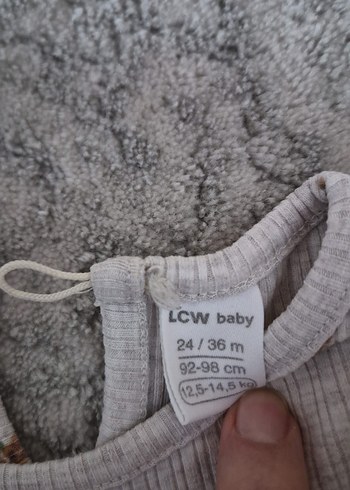 LCW baby
24 / 36 m
92-98 cm
12,5-14,5 kg